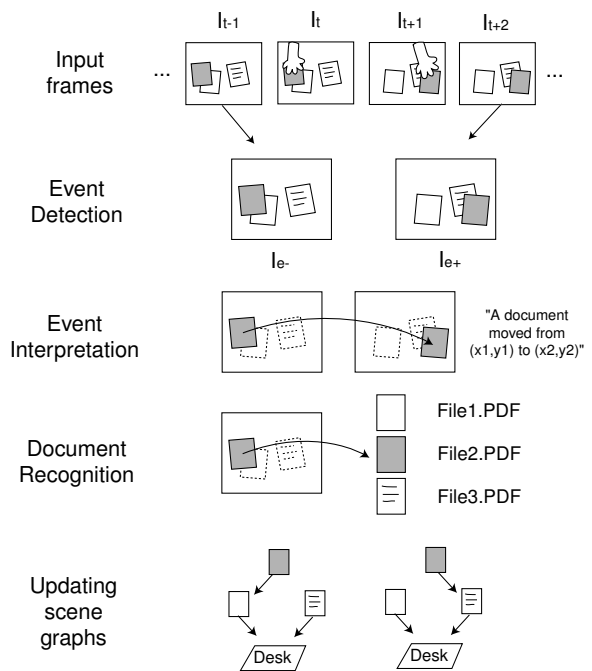 It-1 It It+1 It+2
Input
frames
... ...
Event
Detection
Ie- Ie+
Event
Interpretation
"A document
moved from
(x1,y1) to (x2,y2)"
Document
Recognition
File1.PDF
File2.PDF
File3.PDF
Updating
scene
graphs
Desk Desk